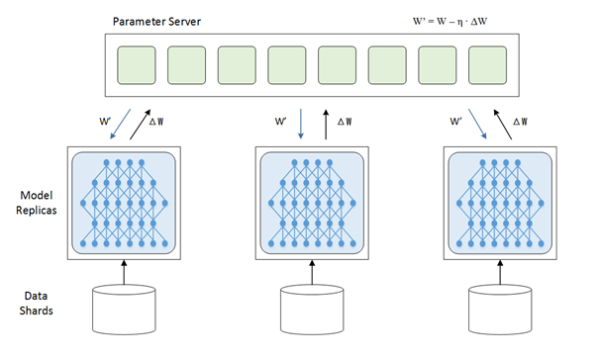 Parameter Server
W' = W – η · ΔW
W'
ΔW
W'
ΔW
W'
ΔW
Model
Replicas
Data
Shards